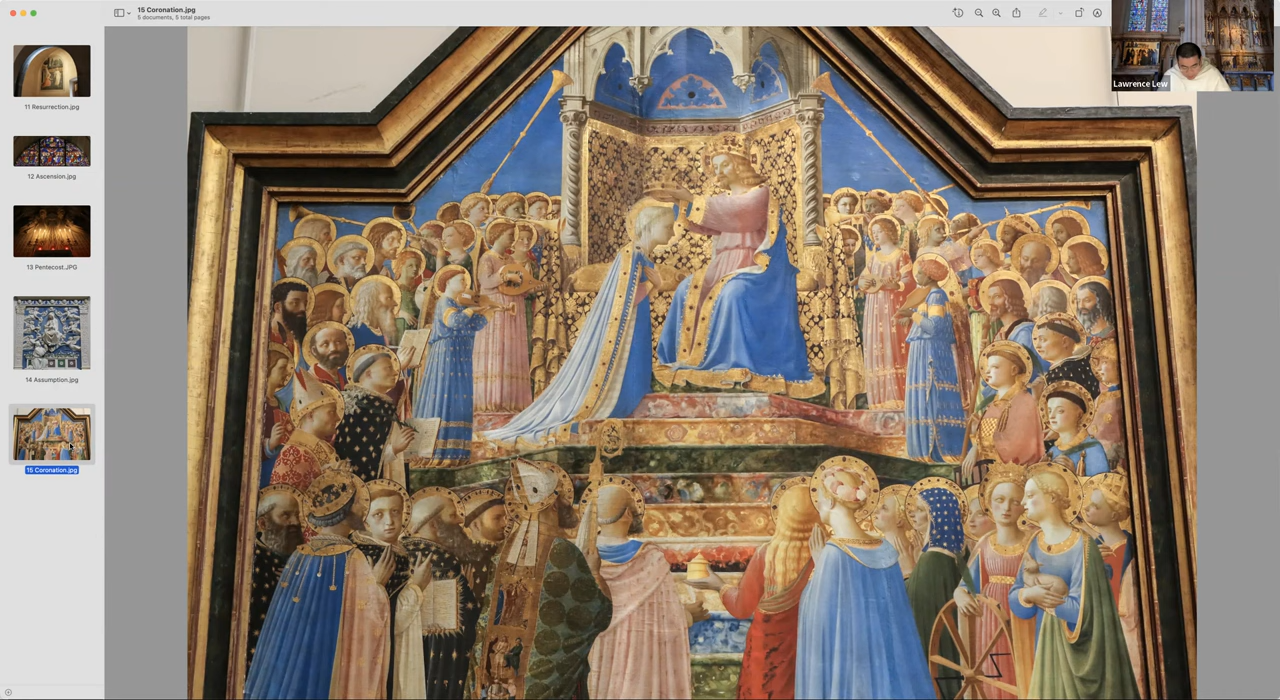 15 Coronation.jpg
5 documents, 5 total pages
11 Resurrection.jpg
12 Ascension.jpg
13 Pentecost.JPG
14 Assumption.jpg
15 Coronation.jpg
Lawrence Lew